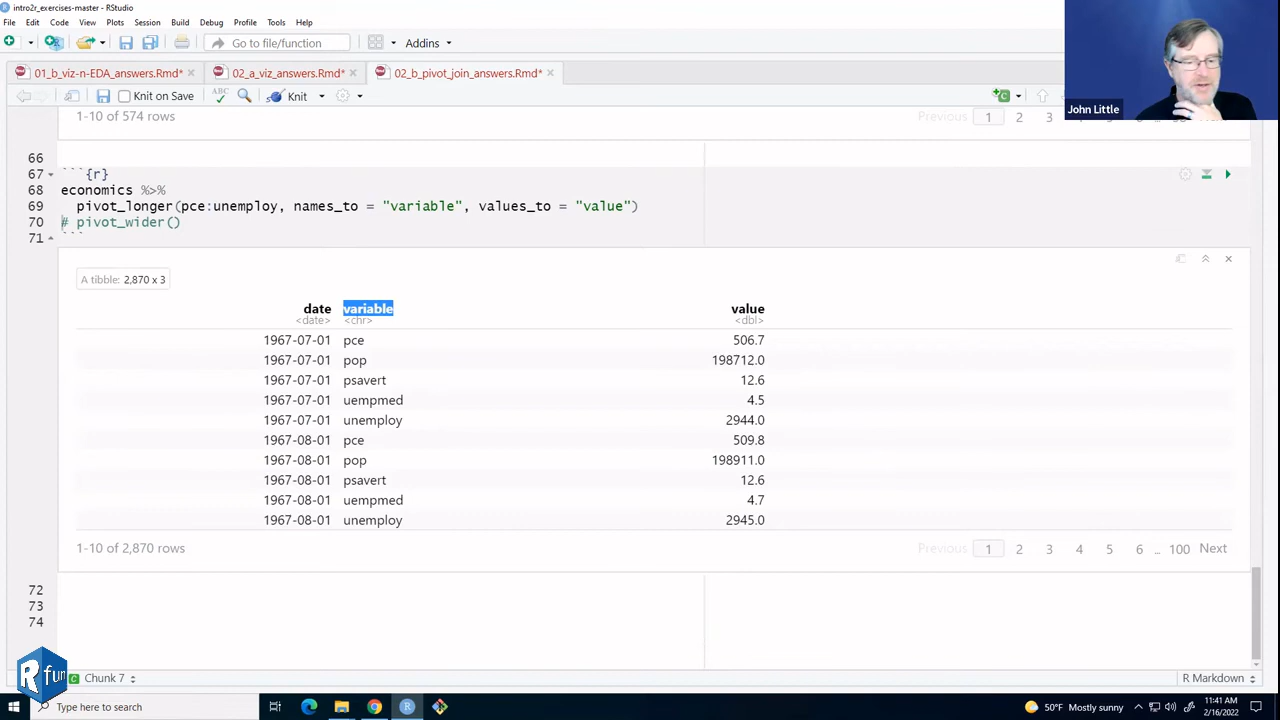 intro2r_exercises-master - RStudio
File Edit Code View Plots Session Build Debug Profile Tools Help
Go to file/function Addins
01_b_viz-n-EDA_answers.Rmd* 02_a_viz_answers.Rmd* 02_b_pivot_join_answers.Rmd*
Knit on Save ABC Knit
John Little
1-10 of 574 rows Previous 1 2 3
66
67 ```{r}
68 economics %>%
69 pivot_longer(pce:unemploy, names_to = "variable", values_to = "value")
70 # pivot_wider()
71 ```
A tibble: 2,870 x 3
date variable value
<date> <chr> <dbl>
1967-07-01 pce 506.7
1967-07-01 pop 198712.0
1967-07-01 psavert 12.6
1967-07-01 uempmed 4.5
1967-07-01 unemploy 2944.0
1967-08-01 pce 509.8
1967-08-01 pop 198911.0
1967-08-01 psavert 12.6
1967-08-01 uempmed 4.7
1967-08-01 unemploy 2945.0
1-10 of 2,870 rows Previous 1 2 3 4 5 6 ... 100 Next
72
73
74
R fun
Chunk 7 R Markdown
Type here to search 50°F Mostly sunny 11:41 AM
2/16/2022